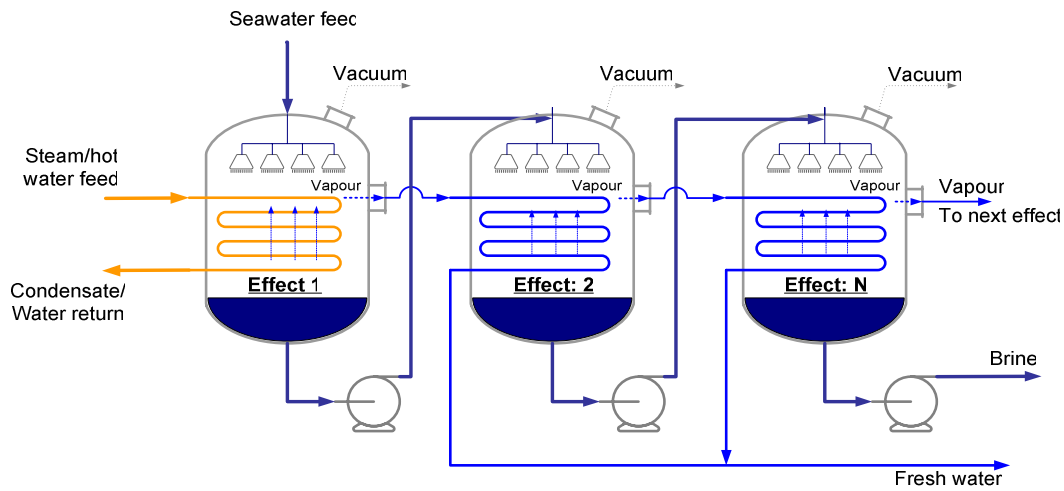 Seawater feed
Vacuum
Vacuum
Vacuum
Steam/hot
water feed
Vapour
Vapour
Vapour
Vapour
To next effect
Effect 1
Effect: 2
Effect: N
Condensate/
Water return
Brine
Fresh water